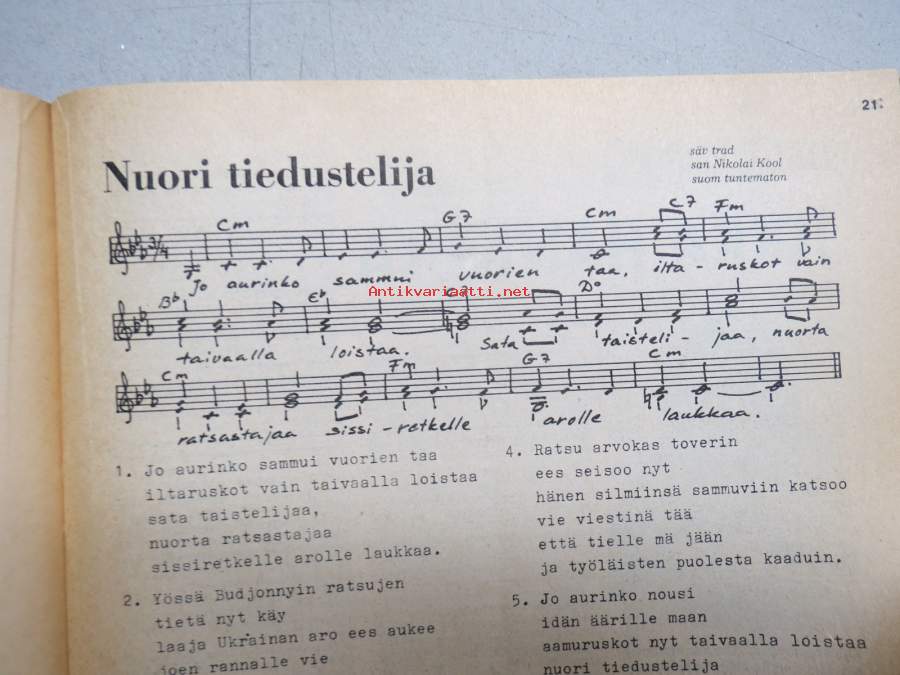 21
Nuori tiedustelija
säv trad
san Nikolai Kool
suom tuntematon
Cm G7 Cm C7 Fm
3/4
Jo aurinko sammui vuorien taa, ilta-ruskot vain
Antikvariaatti.net
Bb Eb C7 D°
taivaalla loistaa. Sata taisteli-jaa, nuorta
Cm Fm G7 Cm
ratsastajaa sissi-retkelle arolle laukkaa.
1. Jo aurinko sammui vuorien taa
iltaruskot vain taivaalla loistaa
sata taistelijaa,
nuorta ratsastajaa
sissiretkelle arolle laukkaa.
2. Yössä Budjonnyin ratsujen
tietä nyt käy
laaja Ukrainan aro ees aukee
joen rannalle vie
4. Ratsu arvokas toverin
ees seisoo nyt
hänen silmiinsä sammuviin katsoo
vie viestinä tää
että tielle mä jään
ja työläisten puolesta kaaduin.
5. Jo aurinko nousi
idän äärille maan
aamuruskot nyt taivaalla loistaa
nuori tiedustelija